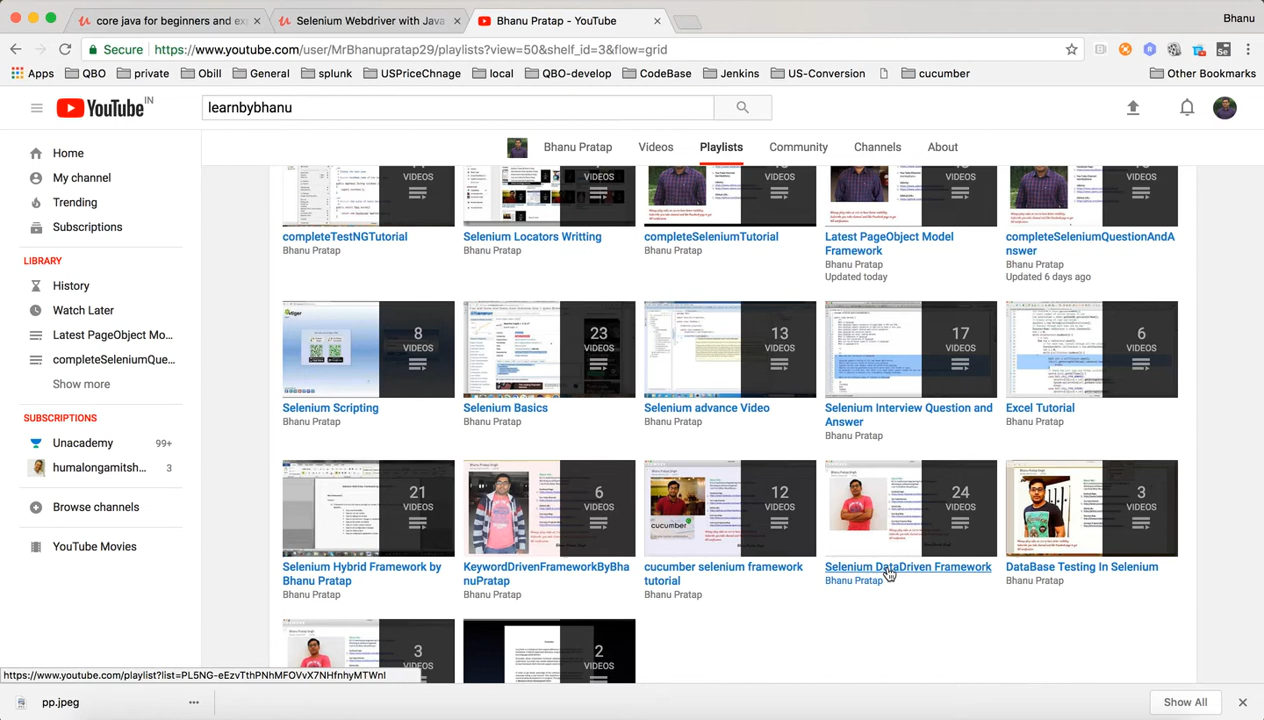 core java for beginners and ex
Selenium Webdriver with Java
Bhanu Pratap - YouTube
Bhanu
Secure
https://www.youtube.com/user/MrBhanupratap29/playlists?view=50&shelf_id=3&flow=grid
Apps QBO private Obill General splunk USPriceChnage local QBO-develop CodeBase Jenkins US-Conversion cucumber Other Bookmarks
YouTube IN
learnbybhanu
Bhanu Pratap Videos Playlists Community Channels About
Home
My channel
Trending
Subscriptions
LIBRARY
History
Watch Later
Latest PageObject Mo...
completeSeleniumQue...
Show more
SUBSCRIPTIONS
Unacademy 99+
humalongamitsh... 3
Browse channels
YouTube Movies
VIDEOS VIDEOS VIDEOS VIDEOS VIDEOS
completeTestNGTutorial
Bhanu Pratap
Selenium Locators Writting
Bhanu Pratap
completeSeleniumTutorial
Bhanu Pratap
Latest PageObject Model
Framework
Bhanu Pratap
Updated today
completeSeleniumQuestionAndA
nswer
Bhanu Pratap
Updated 6 days ago
8 VIDEOS
Selenium Scripting
Bhanu Pratap
23 VIDEOS
Selenium Basics
Bhanu Pratap
13 VIDEOS
Selenium advance Video
Bhanu Pratap
17 VIDEOS
Selenium Interview Question and
Answer
Bhanu Pratap
6 VIDEOS
Excel Tutorial
Bhanu Pratap
21 VIDEOS
Selenium Hybrid Framework by
Bhanu Pratap
Bhanu Pratap
6 VIDEOS
KeywordDrivenFrameworkByBha
nuPratap
Bhanu Pratap
cucumber
12 VIDEOS
cucumber selenium framework
tutorial
Bhanu Pratap
24 VIDEOS
Selenium DataDriven Framework
Bhanu Pratap
3 VIDEOS
DataBase Testing In Selenium
Bhanu Pratap
3 VIDEOS
2 VIDEOS
pp.jpeg
Show All